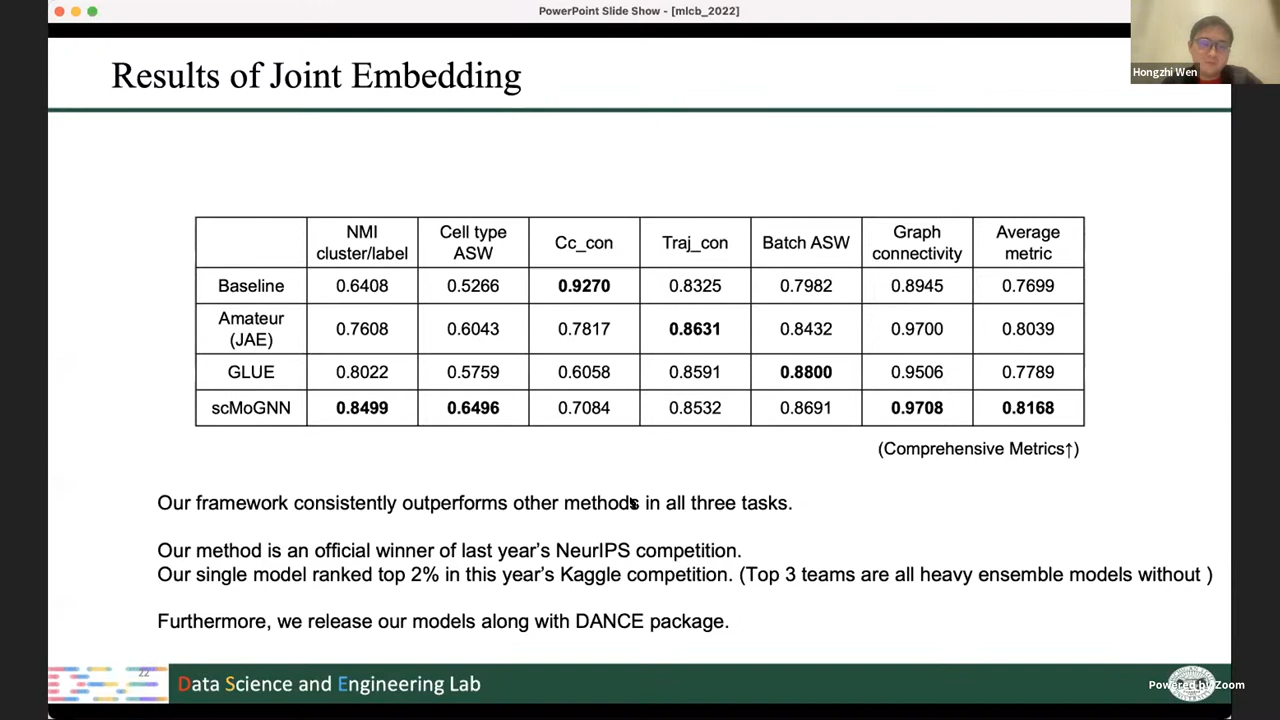 PowerPoint Slide Show - [mlcb_2022]
Hongzhi Wen
Results of Joint Embedding
NMI cluster/label Cell type ASW Cc_con Traj_con Batch ASW Graph connectivity Average metric
Baseline 0.6408 0.5266 0.9270 0.8325 0.7982 0.8945 0.7699
Amateur (JAE) 0.7608 0.6043 0.7817 0.8631 0.8432 0.9700 0.8039
GLUE 0.8022 0.5759 0.6058 0.8591 0.8800 0.9506 0.7789
scMoGNN 0.8499 0.6496 0.7084 0.8532 0.8691 0.9708 0.8168
(Comprehensive Metrics↑)
Our framework consistently outperforms other methods in all three tasks.
Our method is an official winner of last year's NeurIPS competition.
Our single model ranked top 2% in this year's Kaggle competition. (Top 3 teams are all heavy ensemble models without )
Furthermore, we release our models along with DANCE package.
22
Data Science and Engineering Lab
Powered by Zoom